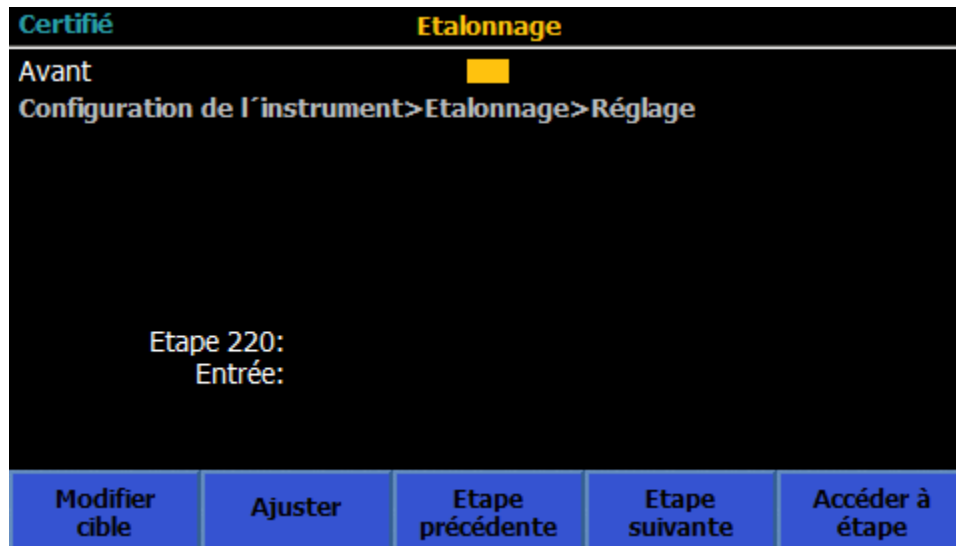 Certifié
Etalonnage
Avant
Configuration de l´instrument>Etalonnage>Réglage
Etape 220:
Entrée:
Modifier
cible
Ajuster
Etape
précédente
Etape
suivante
Accéder à
étape